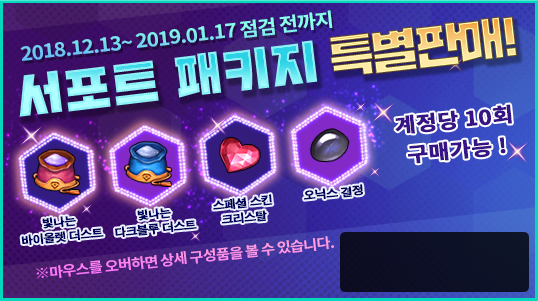 2018.12.13~ 2019.01.17 점검 전까지
서포트 패키지 특별판매!
계정당 10회
구매가능 !
빛나는
바이올렛 더스트
빛나는
다크블루 더스트
스페셜 스킨
크리스탈
오닉스 결정
※마우스를 오버하면 상세 구성품을 볼 수 있습니다.